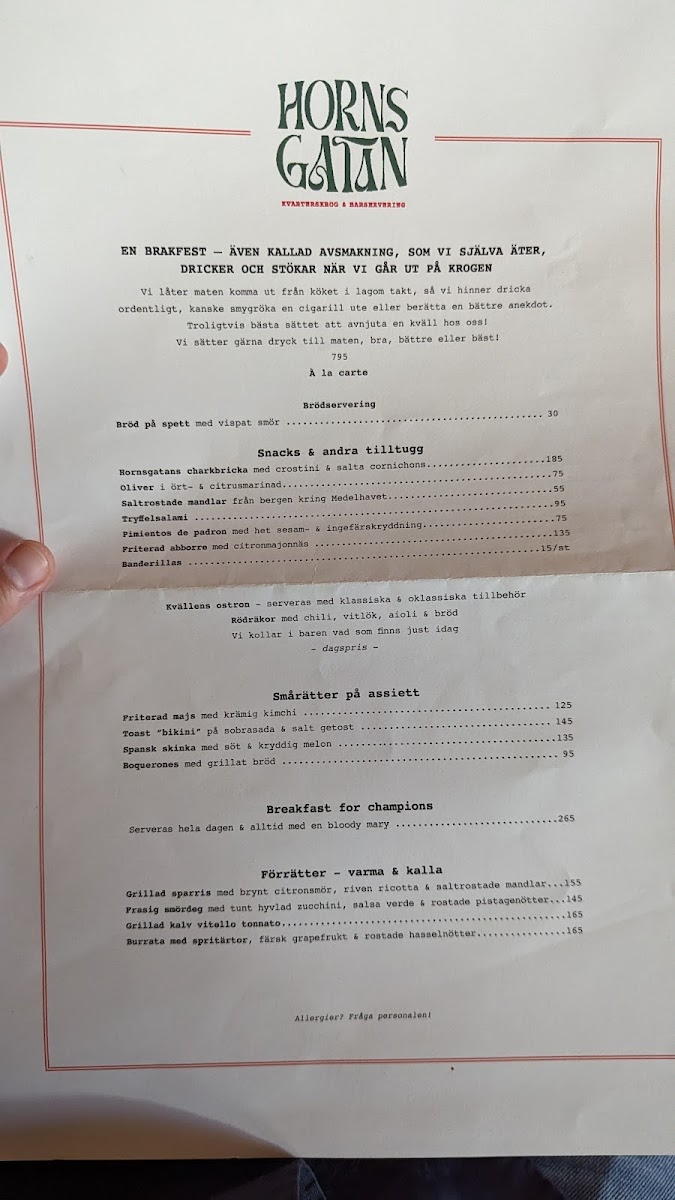 HORNS
GATAN
KVARTERSKROG & BARSERVERING
EN BRAKFEST – ÄVEN KALLAD AVSMAKNING, SOM VI SJÄLVA ÄTER,
DRICKER OCH STÖKAR NÄR VI GÅR UT PÅ KROGEN
Vi låter maten komma ut från köket i lagom takt, så vi hinner dricka
ordentligt, kanske smygröka en cigarill ute eller berätta en bättre anekdot.
Troligtvis bästa sättet att avnjuta en kväll hos oss!
Vi sätter gärna dryck till maten, bra, bättre eller bäst!
795
À la carte
Brödservering
Bröd på spett med vispat smör ............................................... 30
Snacks & andra tilltugg
Hornsgatans charkbricka med crostini & salta cornichons......................185
Oliver i ört- & citrusmarinad.................................................75
Saltrostade mandlar från bergen kring Medelhavet..............................55
Tryffelsalami ................................................................95
Pimientos de padron med het sesam- & ingefärskryddning........................75
Friterad abborre med citronmajonnäs ..........................................135
Banderillas ................................................................15/st
Kvällens ostron – serveras med klassiska & oklassiska tillbehör
Rödräkor med chili, vitlök, aioli & bröd
Vi kollar i baren vad som finns just idag
– dagspris –
Smårätter på assiett
Friterad majs med krämig kimchi ............................................. 125
Toast "bikini" på sobrasada & salt getost ................................... 145
Spansk skinka med söt & kryddig melon ........................................135
Boquerones med grillat bröd .................................................. 95
Breakfast for champions
Serveras hela dagen & alltid med en bloody mary .............................265
Förrätter – varma & kalla
Grillad sparris med brynt citronsmör, riven ricotta & saltrostade mandlar...155
Frasig smördeg med tunt hyvlad zucchini, salsa verde & rostade pistagenötter...145
Grillad kalv vitello tonnato..................................................165
Burrata med spritärtor, färsk grapefrukt & rostade hasselnötter................165
Allergier? Fråga personalen!